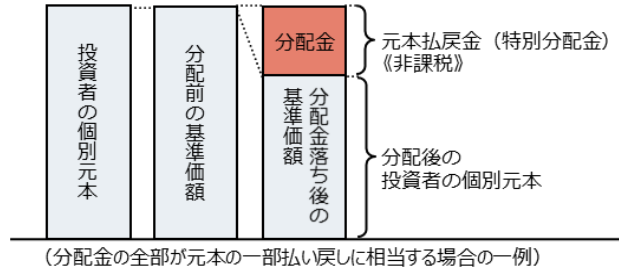 投資者の個別元本
分配前の基準価額
分配金
分配金落ち後の
基準価額
元本払戻金（特別分配金）
《非課税》
分配後の
投資者の個別元本
（分配金の全部が元本の一部払い戻しに相当する場合の一例）